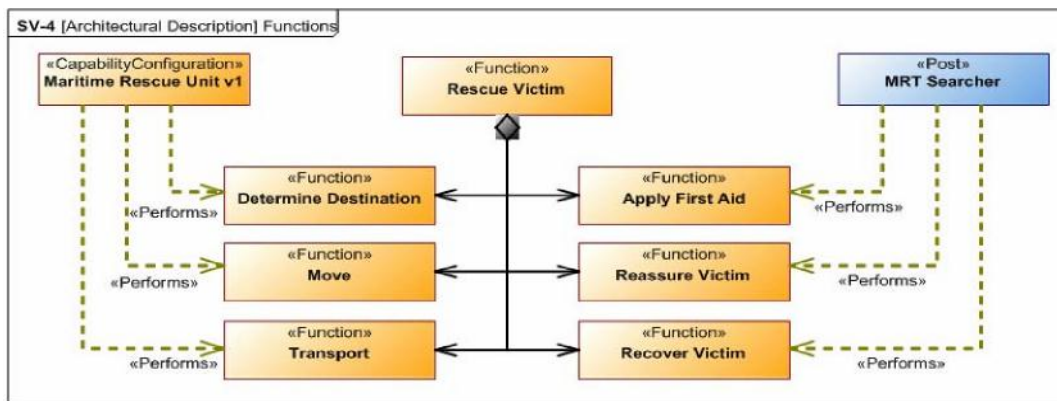 SV-4 [Architectural Description] Functions
«CapabilityConfiguration»
Maritime Rescue Unit v1
«Function»
Rescue Victim
«Post»
MRT Searcher
«Function»
Determine Destination
«Performs»
«Function»
Apply First Aid
«Performs»
«Function»
Move
«Performs»
«Function»
Reassure Victim
«Performs»
«Function»
Transport
«Performs»
«Function»
Recover Victim
«Performs»